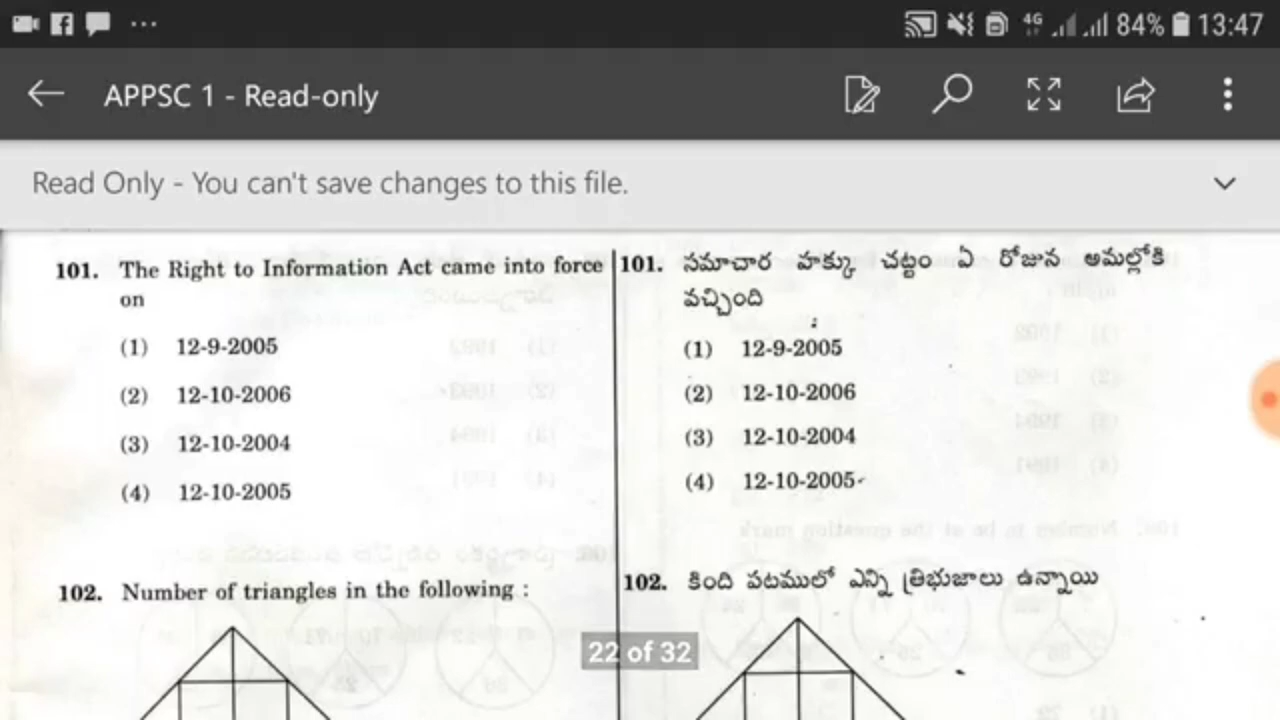 4G 84% 13:47
APPSC 1 - Read-only
Read Only - You can't save changes to this file.
101. The Right to Information Act came into force
on
(1) 12-9-2005
(2) 12-10-2006
(3) 12-10-2004
(4) 12-10-2005
102. Number of triangles in the following :
101. సమాచార హక్కు చట్టం ఏ రోజున అమల్లోకి
వచ్చింది :
(1) 12-9-2005
(2) 12-10-2006
(3) 12-10-2004
(4) 12-10-2005
102. కింది పటములో ఎన్ని త్రిభుజాలు ఉన్నాయి
22 of 32